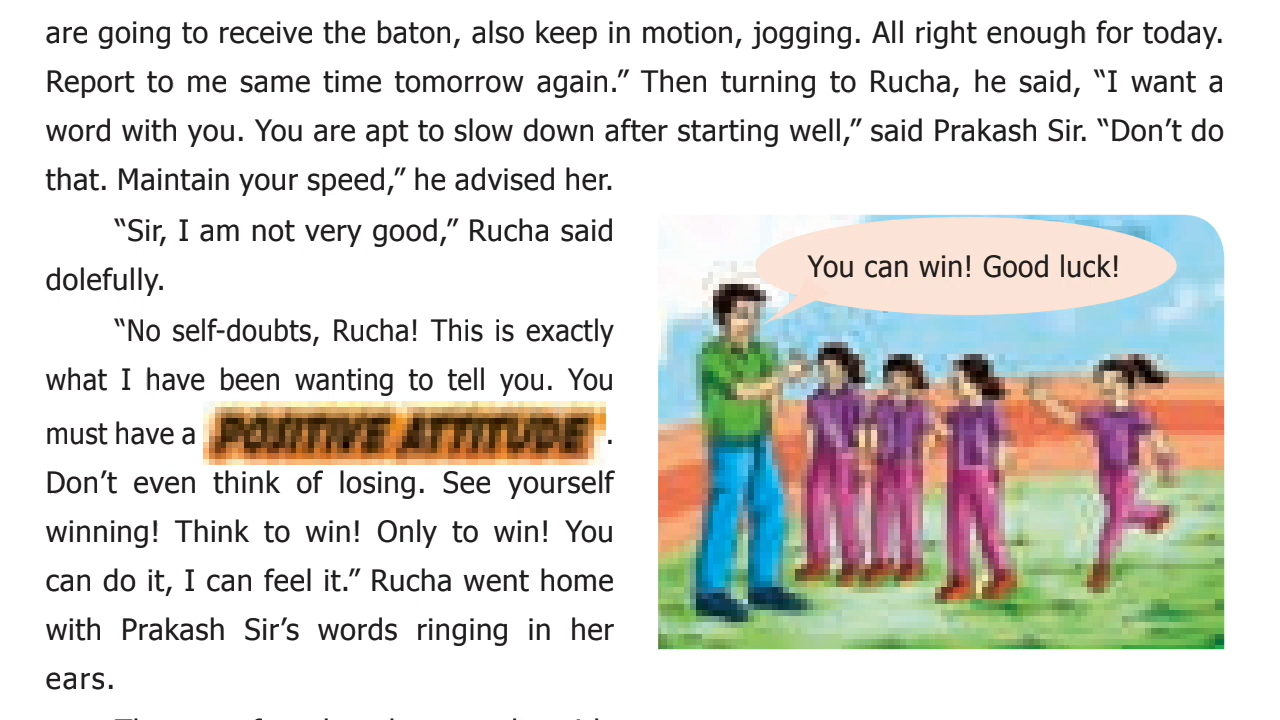 are going to receive the baton, also keep in motion, jogging. All right enough for today.
Report to me same time tomorrow again.” Then turning to Rucha, he said, “I want a
word with you. You are apt to slow down after starting well,” said Prakash Sir. “Don’t do
that. Maintain your speed,” he advised her.
“Sir, I am not very good,” Rucha said
dolefully.
“No self-doubts, Rucha! This is exactly
what I have been wanting to tell you. You
must have a POSITIVE ATTITUDE .
Don’t even think of losing. See yourself
winning! Think to win! Only to win! You
can do it, I can feel it.” Rucha went home
with Prakash Sir’s words ringing in her
ears.
You can win! Good luck!